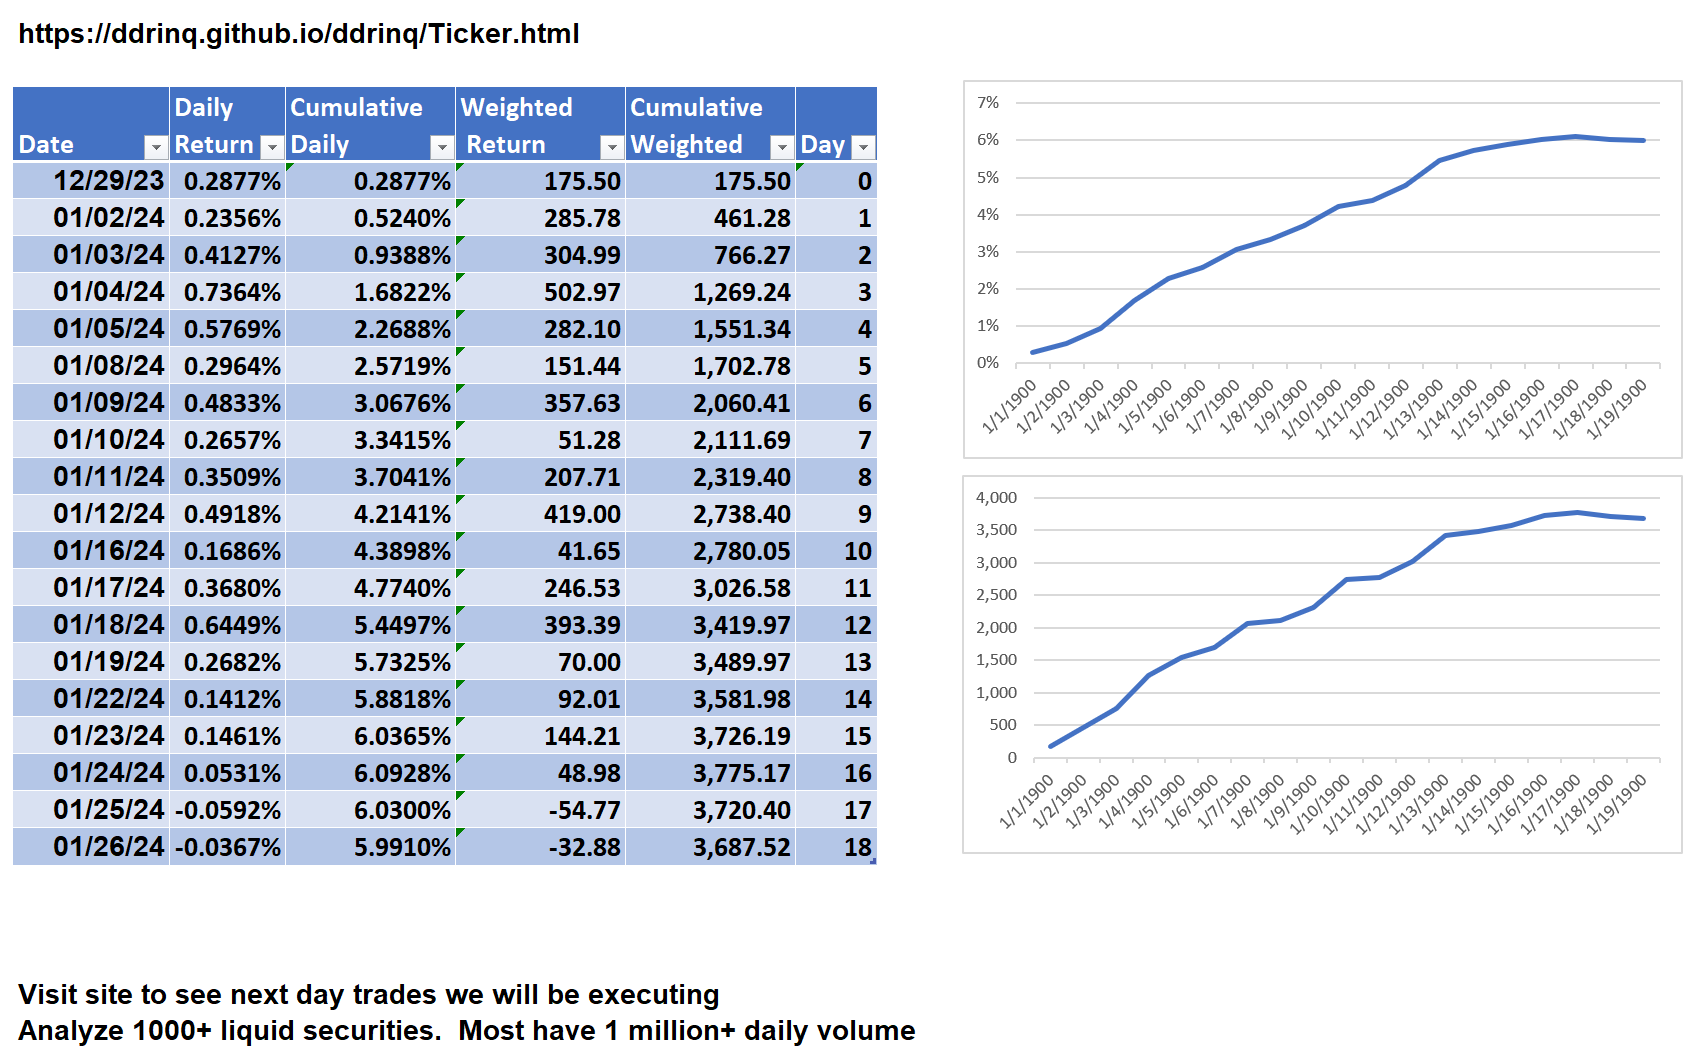 https://ddrinq.github.io/ddrinq/Ticker.html
Date Daily Return Cumulative Daily Weighted Return Cumulative Weighted Day
12/29/23 0.2877% 0.2877% 175.50 175.50 0
01/02/24 0.2356% 0.5240% 285.78 461.28 1
01/03/24 0.4127% 0.9388% 304.99 766.27 2
01/04/24 0.7364% 1.6822% 502.97 1,269.24 3
01/05/24 0.5769% 2.2688% 282.10 1,551.34 4
01/08/24 0.2964% 2.5719% 151.44 1,702.78 5
01/09/24 0.4833% 3.0676% 357.63 2,060.41 6
01/10/24 0.2657% 3.3415% 51.28 2,111.69 7
01/11/24 0.3509% 3.7041% 207.71 2,319.40 8
01/12/24 0.4918% 4.2141% 419.00 2,738.40 9
01/16/24 0.1686% 4.3898% 41.65 2,780.05 10
01/17/24 0.3680% 4.7740% 246.53 3,026.58 11
01/18/24 0.6449% 5.4497% 393.39 3,419.97 12
01/19/24 0.2682% 5.7325% 70.00 3,489.97 13
01/22/24 0.1412% 5.8818% 92.01 3,581.98 14
01/23/24 0.1461% 6.0365% 144.21 3,726.19 15
01/24/24 0.0531% 6.0928% 48.98 3,775.17 16
01/25/24 -0.0592% 6.0300% -54.77 3,720.40 17
01/26/24 -0.0367% 5.9910% -32.88 3,687.52 18
7%
6%
5%
4%
3%
2%
1%
0%
1/1/1900 1/2/1900 1/3/1900 1/4/1900 1/5/1900 1/6/1900 1/7/1900 1/8/1900 1/9/1900 1/10/1900 1/11/1900 1/12/1900 1/13/1900 1/14/1900 1/15/1900 1/16/1900 1/17/1900 1/18/1900 1/19/1900
4,000
3,500
3,000
2,500
2,000
1,500
1,000
500
0
1/1/1900 1/2/1900 1/3/1900 1/4/1900 1/5/1900 1/6/1900 1/7/1900 1/8/1900 1/9/1900 1/10/1900 1/11/1900 1/12/1900 1/13/1900 1/14/1900 1/15/1900 1/16/1900 1/17/1900 1/18/1900 1/19/1900
Visit site to see next day trades we will be executing
Analyze 1000+ liquid securities.  Most have 1 million+ daily volume